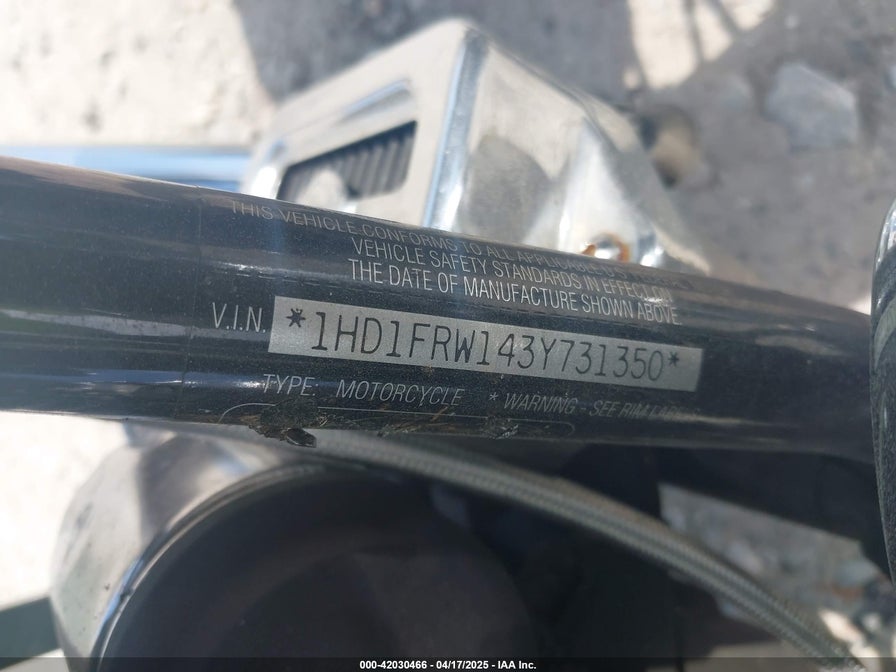 THIS VEHICLE CONFORMS TO ALL APPLICABLE U.S.
VEHICLE SAFETY STANDARDS IN EFFECT ON
THE DATE OF MANUFACTURE SHOWN ABOVE
V.I.N. *1HD1FRW143Y731350*
TYPE: MOTORCYCLE * WARNING - SEE RIM LABEL
000-42030466 - 04/17/2025 - IAA Inc.